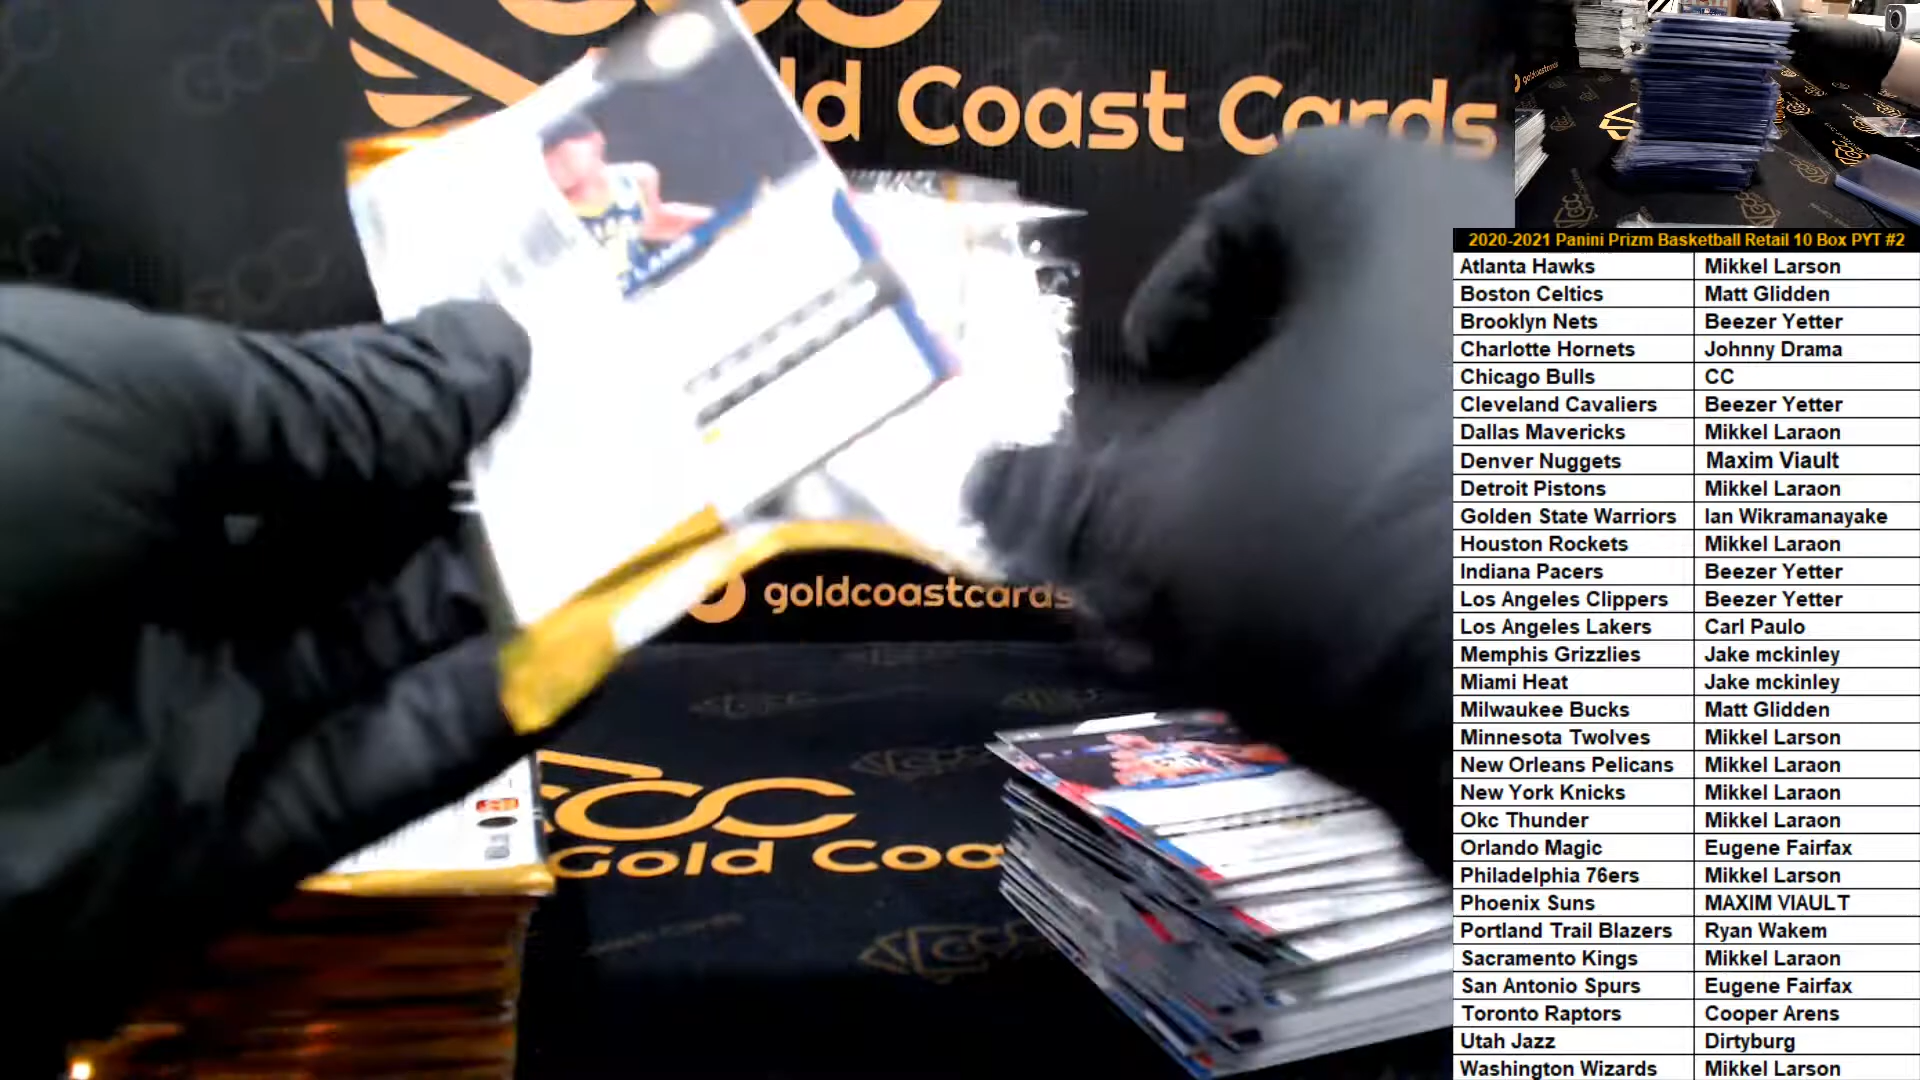 ld Coast Cards
goldcoastcards
GCC
Gold Coa
goldcoastcards
2020-2021 Panini Prizm Basketball Retail 10 Box PYT #2
Atlanta Hawks Mikkel Larson
Boston Celtics Matt Glidden
Brooklyn Nets Beezer Yetter
Charlotte Hornets Johnny Drama
Chicago Bulls CC
Cleveland Cavaliers Beezer Yetter
Dallas Mavericks Mikkel Laraon
Denver Nuggets Maxim Viault
Detroit Pistons Mikkel Laraon
Golden State Warriors Ian Wikramanayake
Houston Rockets Mikkel Laraon
Indiana Pacers Beezer Yetter
Los Angeles Clippers Beezer Yetter
Los Angeles Lakers Carl Paulo
Memphis Grizzlies Jake mckinley
Miami Heat Jake mckinley
Milwaukee Bucks Matt Glidden
Minnesota Twolves Mikkel Larson
New Orleans Pelicans Mikkel Laraon
New York Knicks Mikkel Laraon
Okc Thunder Mikkel Laraon
Orlando Magic Eugene Fairfax
Philadelphia 76ers Mikkel Larson
Phoenix Suns MAXIM VIAULT
Portland Trail Blazers Ryan Wakem
Sacramento Kings Mikkel Laraon
San Antonio Spurs Eugene Fairfax
Toronto Raptors Cooper Arens
Utah Jazz Dirtyburg
Washington Wizards Mikkel Larson